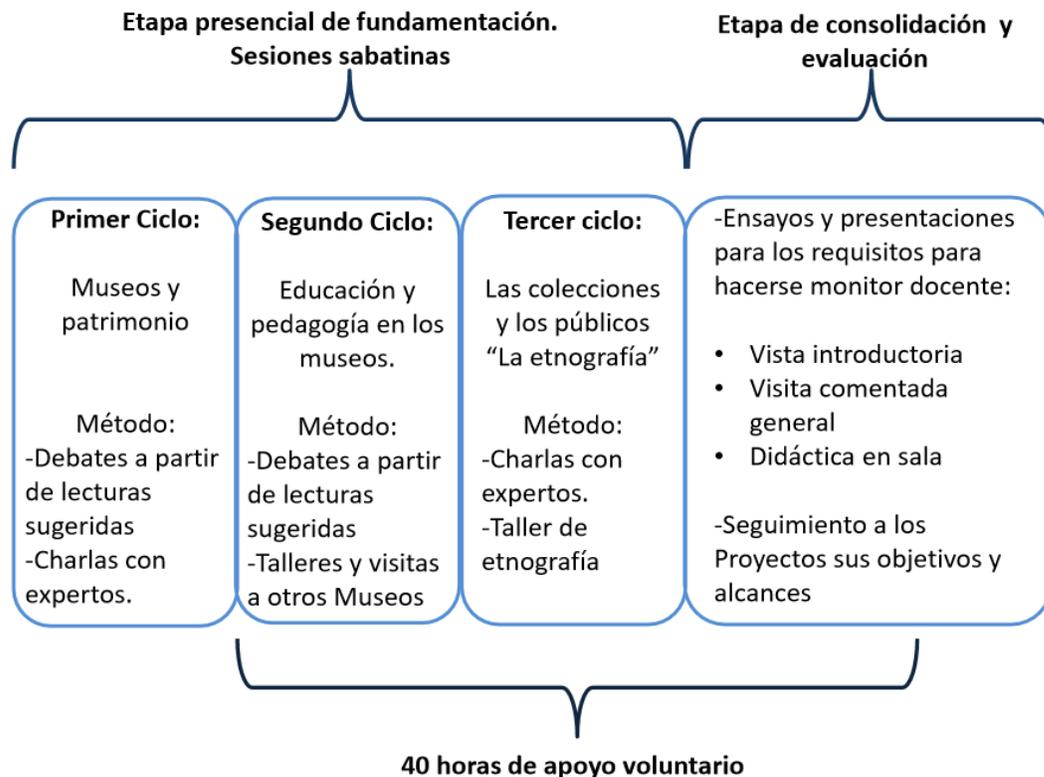 Etapa presencial de fundamentación.
Sesiones sabatinas
Etapa de consolidación y
evaluación
Primer Ciclo:
Museos y
patrimonio
Método:
-Debates a partir
de lecturas
sugeridas
-Charlas con
expertos.
Segundo Ciclo:
Educación y
pedagogía en los
museos.
Método:
-Debates a partir
de lecturas
sugeridas
-Talleres y visitas
a otros Museos
Tercer ciclo:
Las colecciones
y los públicos
“La etnografía”
Método:
-Charlas con
expertos.
-Taller de
etnografía
-Ensayos y presentaciones
para los requisitos para
hacerse monitor docente:
• Vista introductoria
• Visita comentada
general
• Didáctica en sala
-Seguimiento a los
Proyectos sus objetivos y
alcances
40 horas de apoyo voluntario